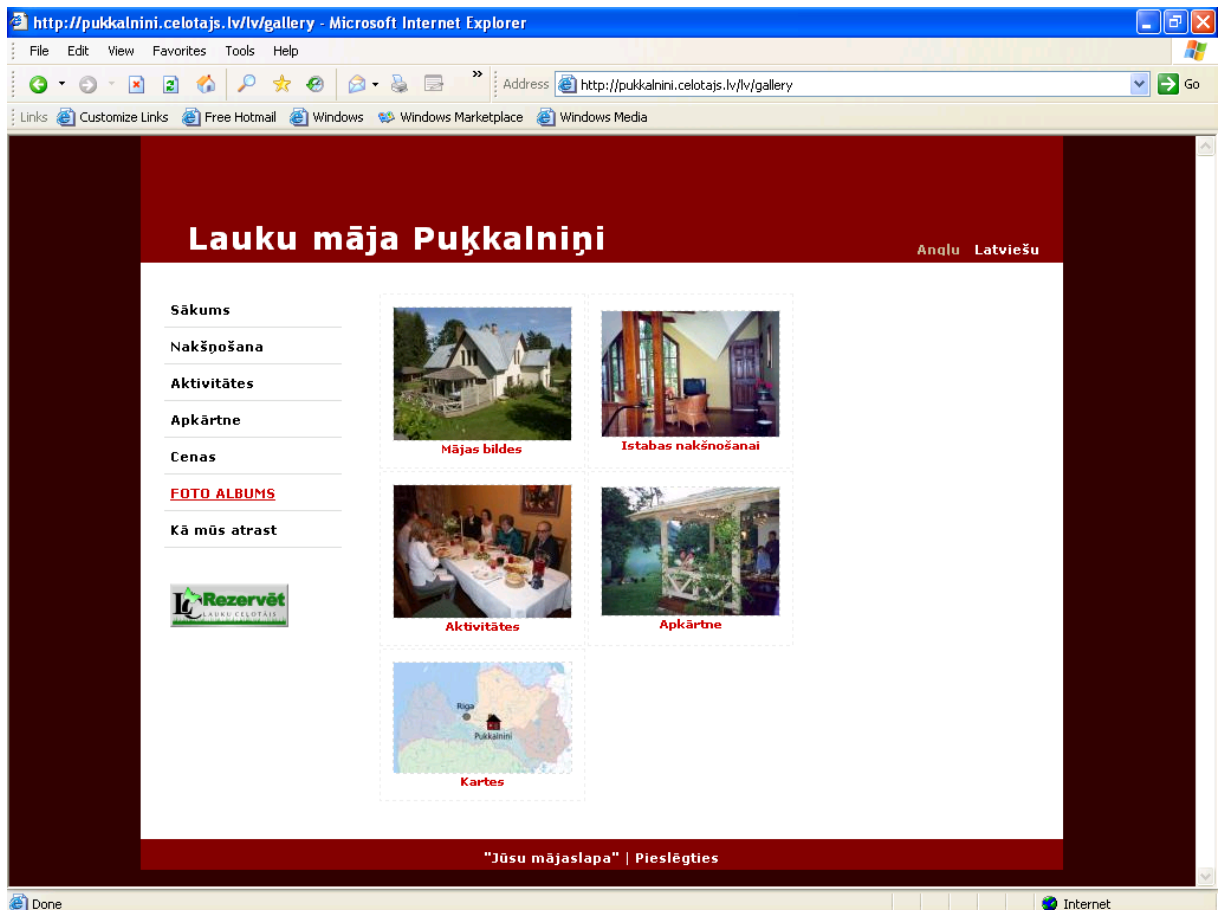 http://pukkalnini.celotajs.lv/lv/gallery - Microsoft Internet Explorer
File Edit View Favorites Tools Help
» Address http://pukkalnini.celotajs.lv/lv/gallery Go
Links Customize Links Free Hotmail Windows Windows Marketplace Windows Media
Lauku māja Puķkalniņi
Angļu Latviešu
Sākums
Nakšņošana
Aktivitātes
Apkārtne
Cenas
FOTO ALBUMS
Kā mūs atrast
LC Rezervēt
LAUKU CEĻOTĀJS
Mājas bildes
Istabas nakšņošanai
Aktivitātes
Apkārtne
Riga
Pukkalnini
Kartes
"Jūsu mājaslapa" | Pieslēgties
Done Internet